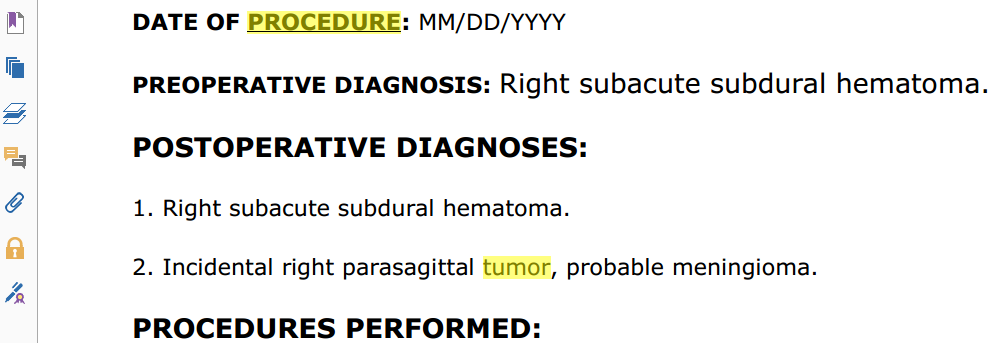 DATE OF PROCEDURE: MM/DD/YYYY
PREOPERATIVE DIAGNOSIS: Right subacute subdural hematoma.
POSTOPERATIVE DIAGNOSES:
1. Right subacute subdural hematoma.
2. Incidental right parasagittal tumor, probable meningioma.
PROCEDURES PERFORMED: